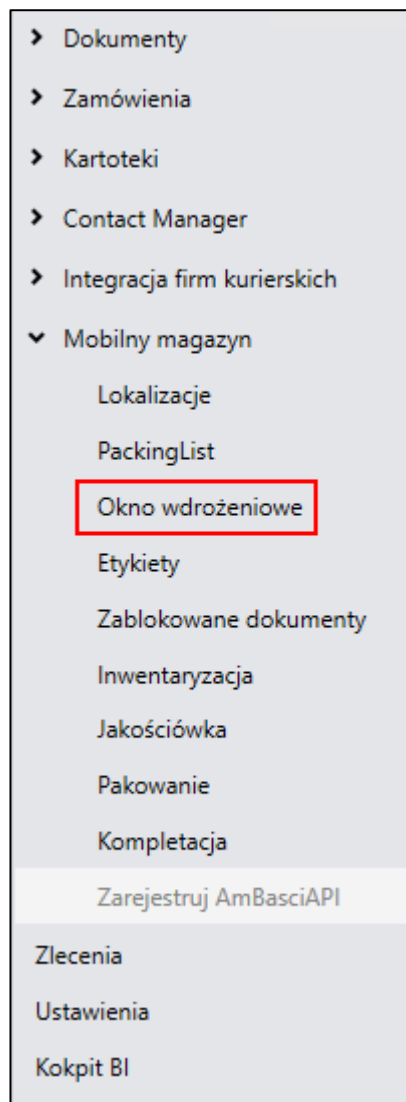 Dokumenty
Zamówienia
Kartoteki
Contact Manager
Integracja firm kurierskich
Mobilny magazyn
Lokalizacje
PackingList
Okno wdrożeniowe
Etykiety
Zablokowane dokumenty
Inwentaryzacja
Jakościówka
Pakowanie
Kompletacja
Zarejestruj AmBasciAPI
Zlecenia
Ustawienia
Kokpit BI